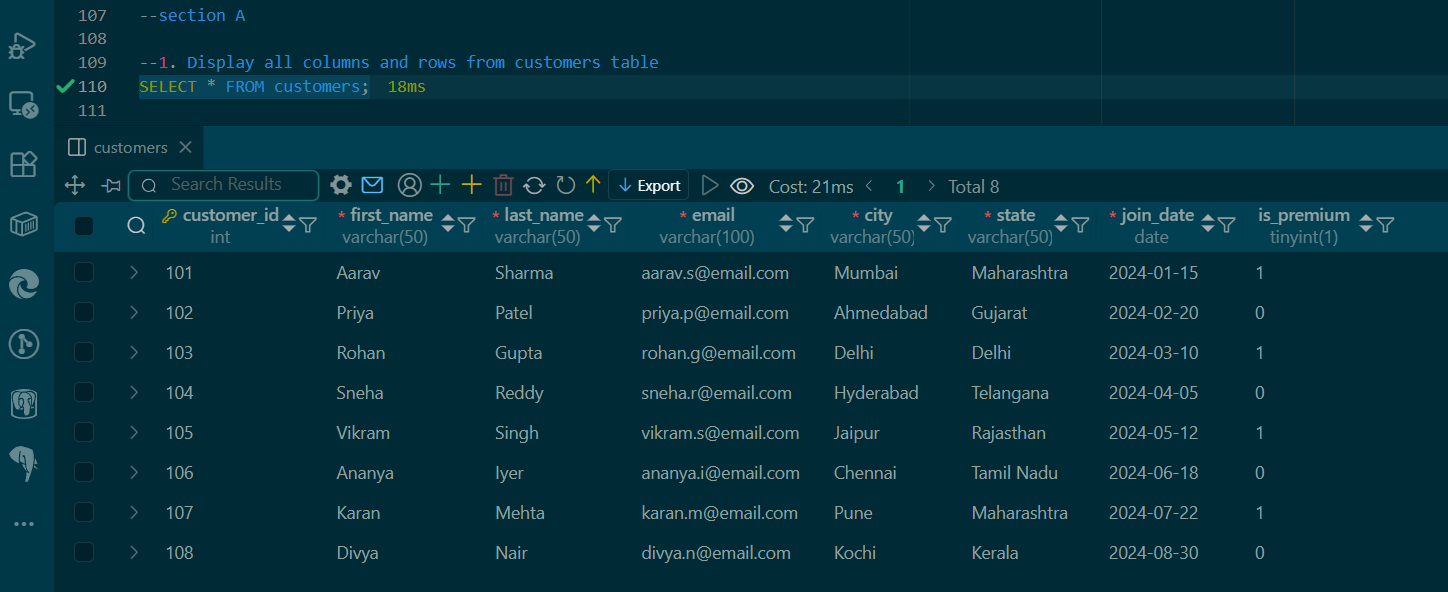 107 --section A
108
109 --1. Display all columns and rows from customers table
110 SELECT * FROM customers; 18ms
111
customers
Search Results Export Cost: 21ms 1 Total 8
customer_id * first_name * last_name * email * city * state * join_date is_premium
int varchar(50) varchar(50) varchar(100) varchar(50) varchar(50) date tinyint(1)
101 Aarav Sharma aarav.s@email.com Mumbai Maharashtra 2024-01-15 1
102 Priya Patel priya.p@email.com Ahmedabad Gujarat 2024-02-20 0
103 Rohan Gupta rohan.g@email.com Delhi Delhi 2024-03-10 1
104 Sneha Reddy sneha.r@email.com Hyderabad Telangana 2024-04-05 0
105 Vikram Singh vikram.s@email.com Jaipur Rajasthan 2024-05-12 1
106 Ananya Iyer ananya.i@email.com Chennai Tamil Nadu 2024-06-18 0
107 Karan Mehta karan.m@email.com Pune Maharashtra 2024-07-22 1
108 Divya Nair divya.n@email.com Kochi Kerala 2024-08-30 0